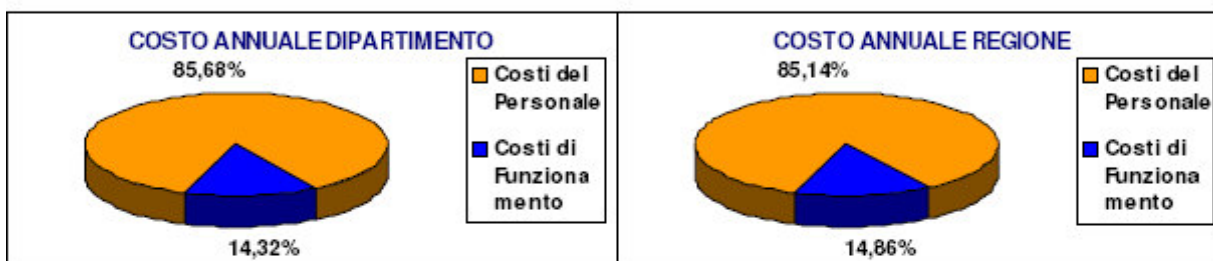 COSTO ANNUALE DIPARTIMENTO
85,68%
Costi del
Personale
Costi di
Funziona
mento
14,32%
COSTO ANNUALE REGIONE
85,14%
Costi del
Personale
Costi di
Funziona
mento
14,86%